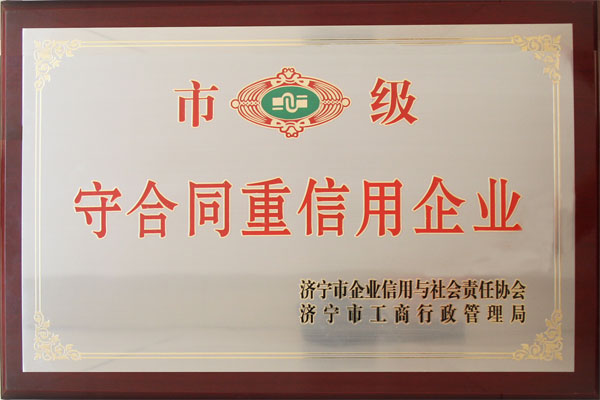 市级
守合同重信用企业
济宁市企业信用与社会责任协会
济宁市工商行政管理局